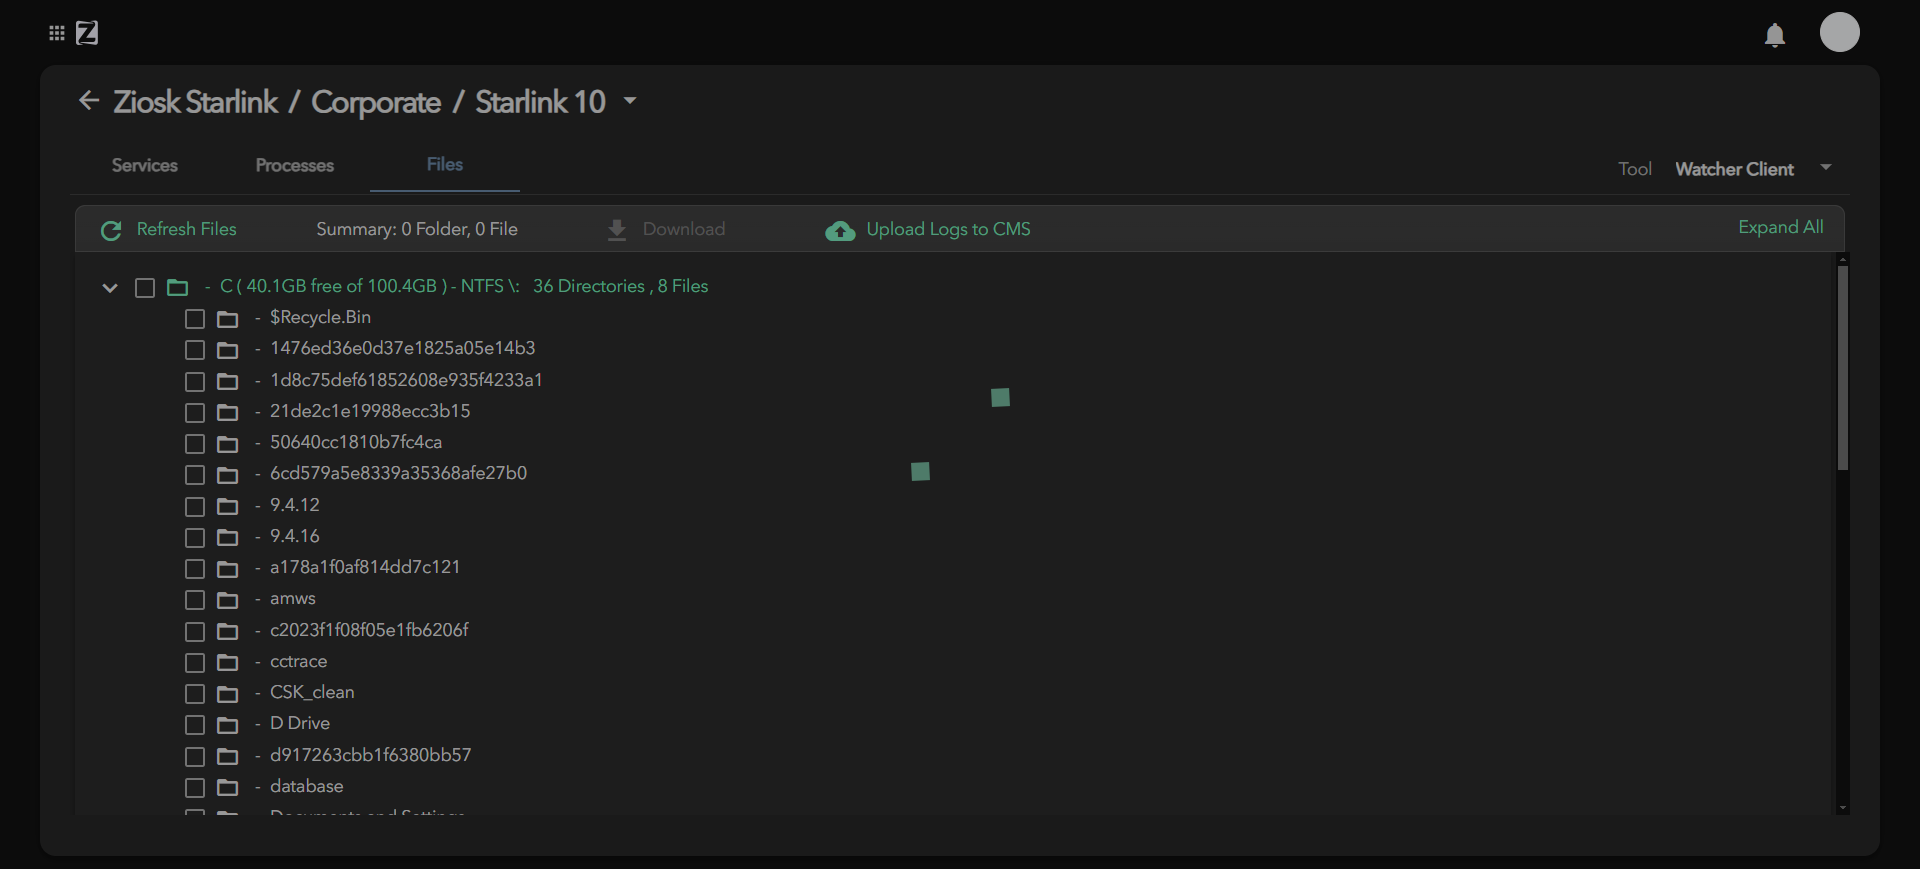 Z
Ziosk Starlink / Corporate / Starlink 10
Services Processes Files Tool Watcher Client
Refresh Files Summary: 0 Folder, 0 File Download Upload Logs to CMS Expand All
- C ( 40.1GB free of 100.4GB ) - NTFS \: 36 Directories , 8 Files
- $Recycle.Bin
- 1476ed36e0d37e1825a05e14b3
- 1d8c75def61852608e935f4233a1
- 21de2c1e19988ecc3b15
- 50640cc1810b7fc4ca
- 6cd579a5e8339a35368afe27b0
- 9.4.12
- 9.4.16
- a178a1f0af814dd7c121
- amws
- c2023f1f08f05e1fb6206f
- cctrace
- CSK_clean
- D Drive
- d917263cbb1f6380bb57
- database
Documents and Settings